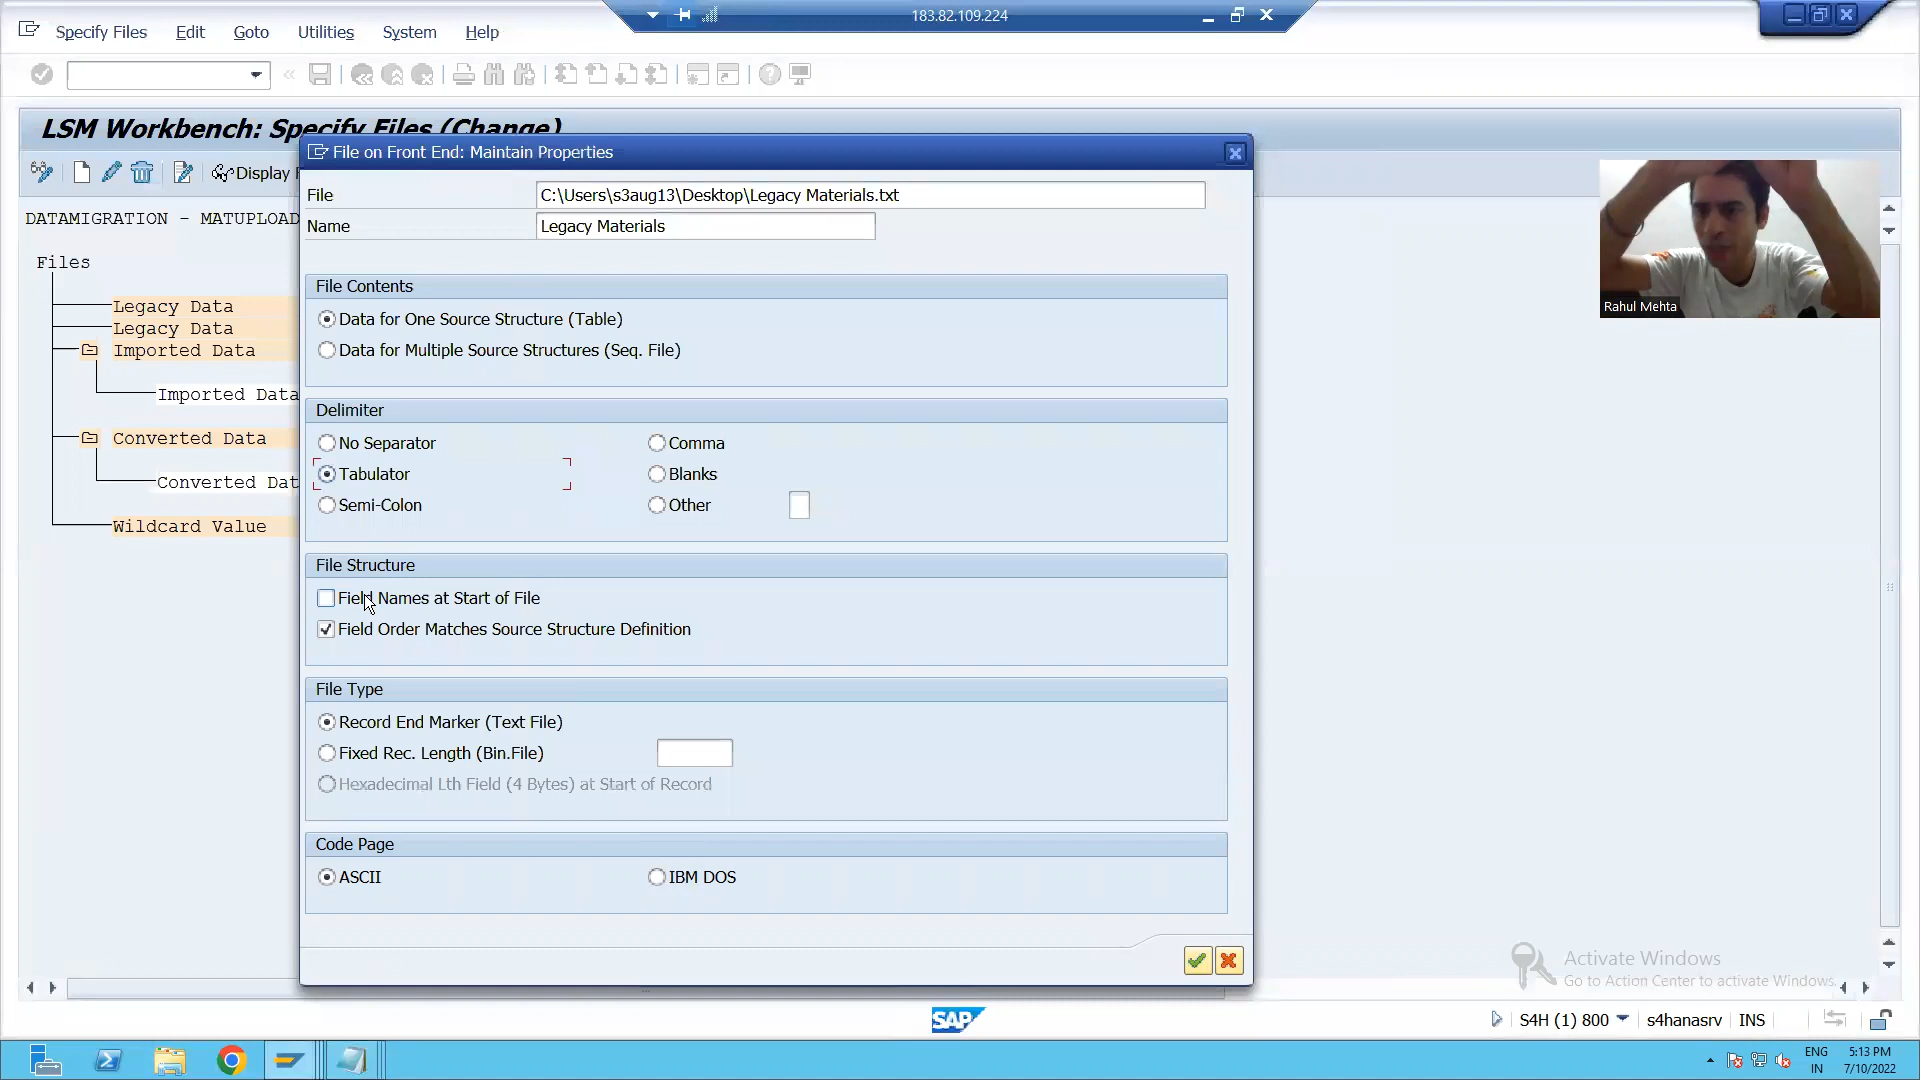 183.82.109.224
Specify Files Edit Goto Utilities System Help
LSM Workbench: Specify Files (Change)
File on Front End: Maintain Properties
Display
File C:\Users\s3aug13\Desktop\Legacy Materials.txt
Name Legacy Materials
DATAMIGRATION - MATUPLOAD
Files
Legacy Data
Legacy Data
Imported Data
Imported Data
Converted Data
Converted Dat
Wildcard Value
File Contents
Data for One Source Structure (Table)
Data for Multiple Source Structures (Seq. File)
Delimiter
No Separator Comma
Tabulator Blanks
Semi-Colon Other
File Structure
Field Names at Start of File
Field Order Matches Source Structure Definition
File Type
Record End Marker (Text File)
Fixed Rec. Length (Bin.File)
Hexadecimal Lth Field (4 Bytes) at Start of Record
Code Page
ASCII IBM DOS
Rahul Mehta
Activate Windows
Go to Action Center to activate Windows.
SAP
S4H (1) 800 s4hanasrv INS
ENG 5:13 PM
IN 7/10/2022